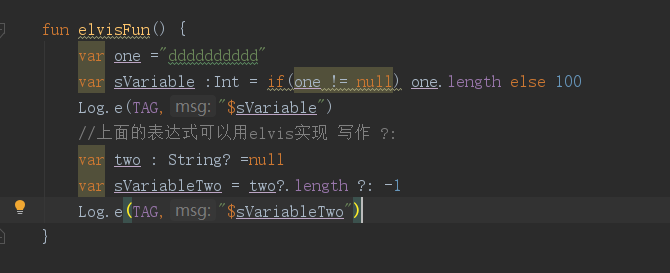 fun elvisFun() {
var one ="dddddddddd"
var sVariable :Int = if(one != null) one.length else 100
Log.e(TAG, msg: "$sVariable")
//上面的表达式可以用elvis实现 写作 ?:
var two : String? =null
var sVariableTwo = two?.length ?: -1
Log.e(TAG, msg: "$sVariableTwo")
}